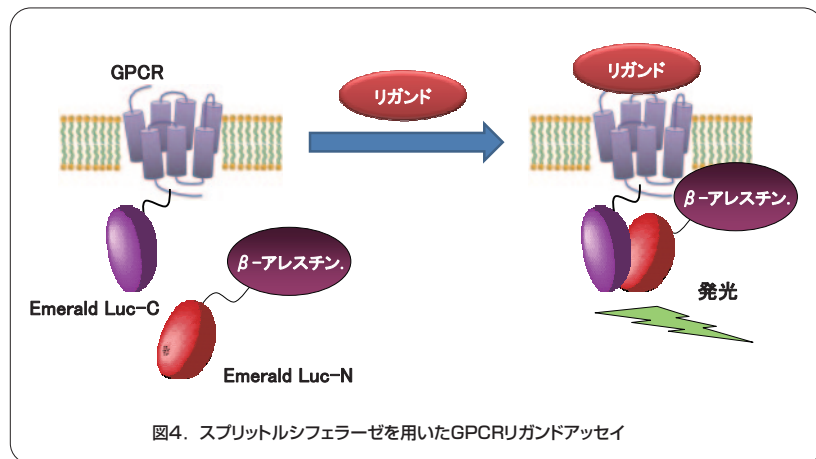 GPCR
リガンド
リガンド
β-アレスチン.
β-アレスチン.
発光
Emerald Luc-C
Emerald Luc-N
図4. スプリットルシフェラーゼを用いたGPCRリガンドアッセイ